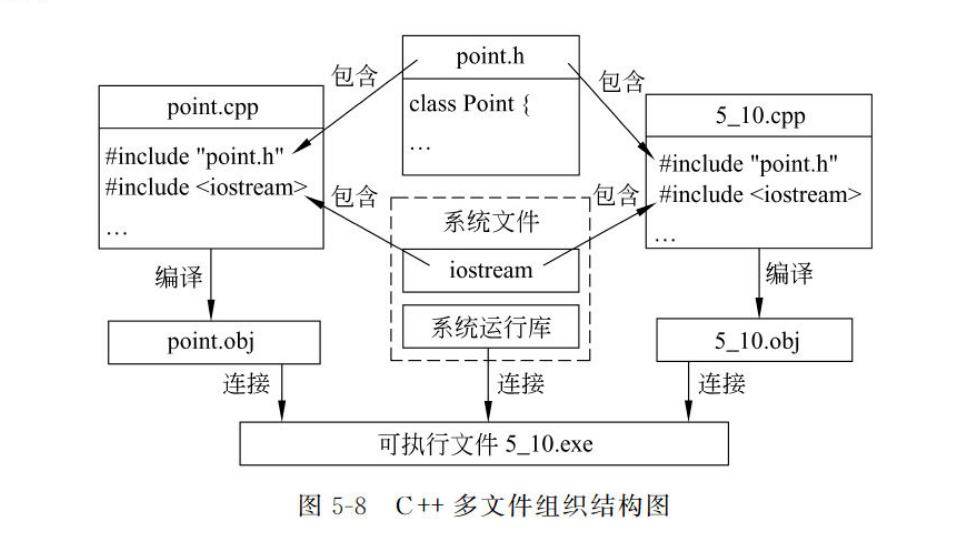 point.h
class Point {
…
包含
包含
point.cpp
#include "point.h"
#include <iostream>
…
5_10.cpp
#include "point.h"
#include <iostream>
…
包含
包含
系统文件
iostream
系统运行库
编译
编译
point.obj
5_10.obj
连接
连接
连接
可执行文件 5_10.exe
图 5-8 C++ 多文件组织结构图